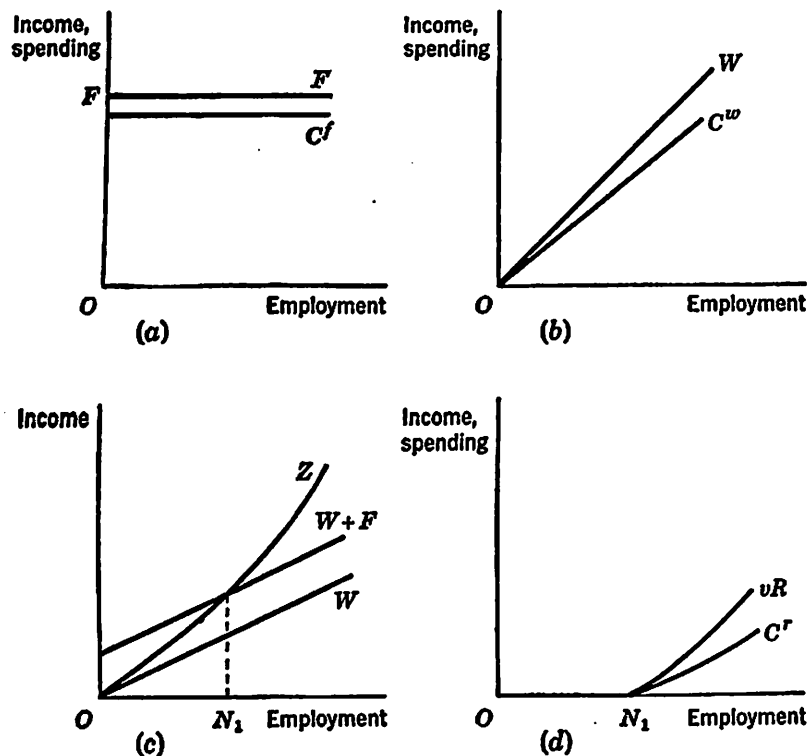 Income,
spending
F
F
C^f
O
Employment
(a)
Income,
spending
W
C^w
O
Employment
(b)
Income
Z
W + F
W
O
N₁
Employment
(c)
Income,
spending
vR
C^r
O
N₁
Employment
(d)